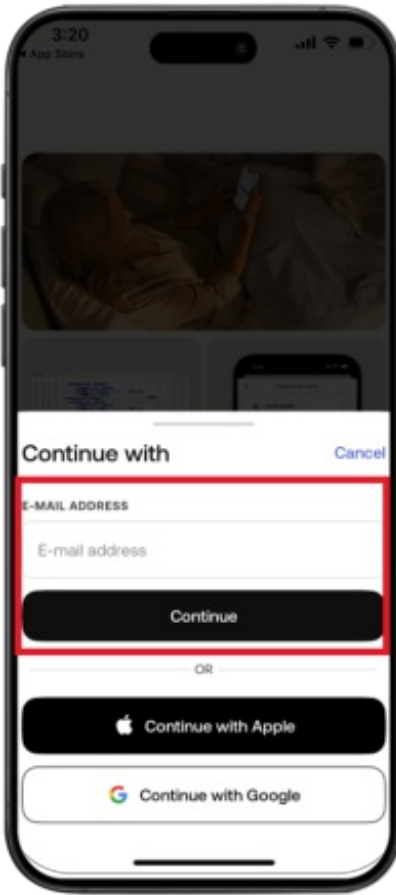 3:20
App Store
Continue with
Cancel
E-MAIL ADDRESS
E-mail address
Continue
OR
Continue with Apple
Continue with Google